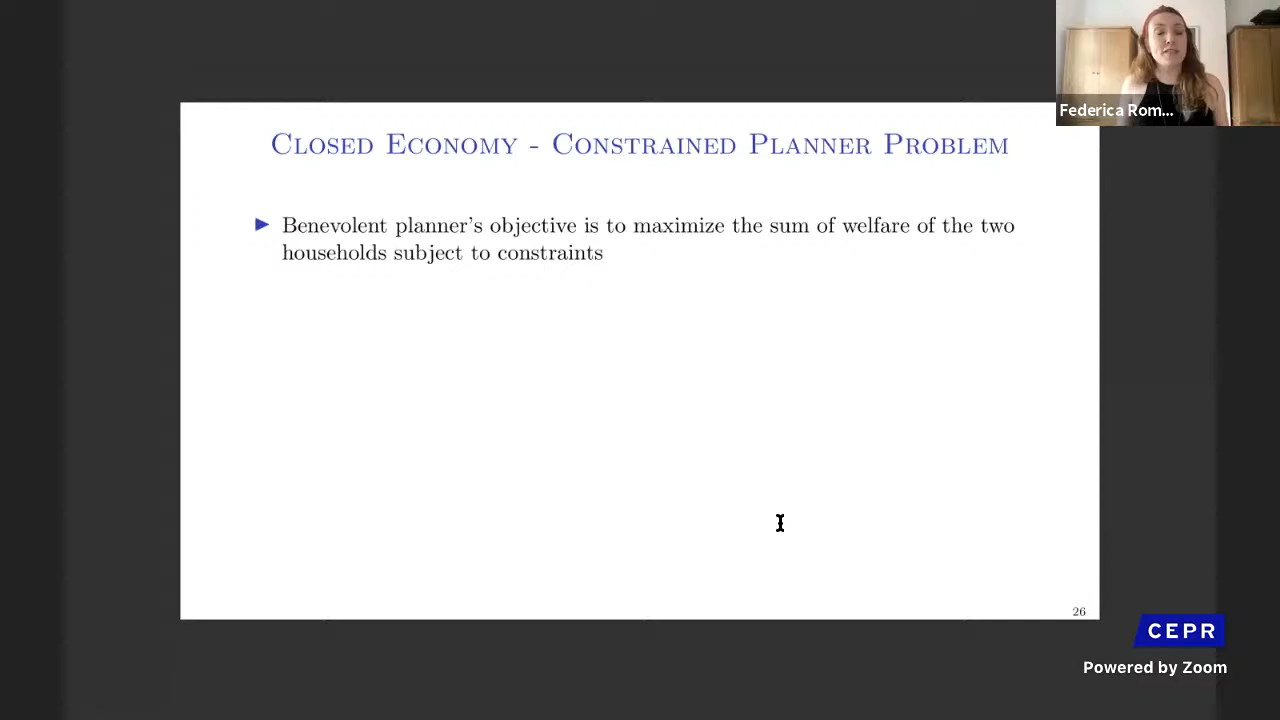 Federica Rom...
CLOSED ECONOMY - CONSTRAINED PLANNER PROBLEM
Benevolent planner's objective is to maximize the sum of welfare of the two
households subject to constraints
26
CEPR
Powered by Zoom